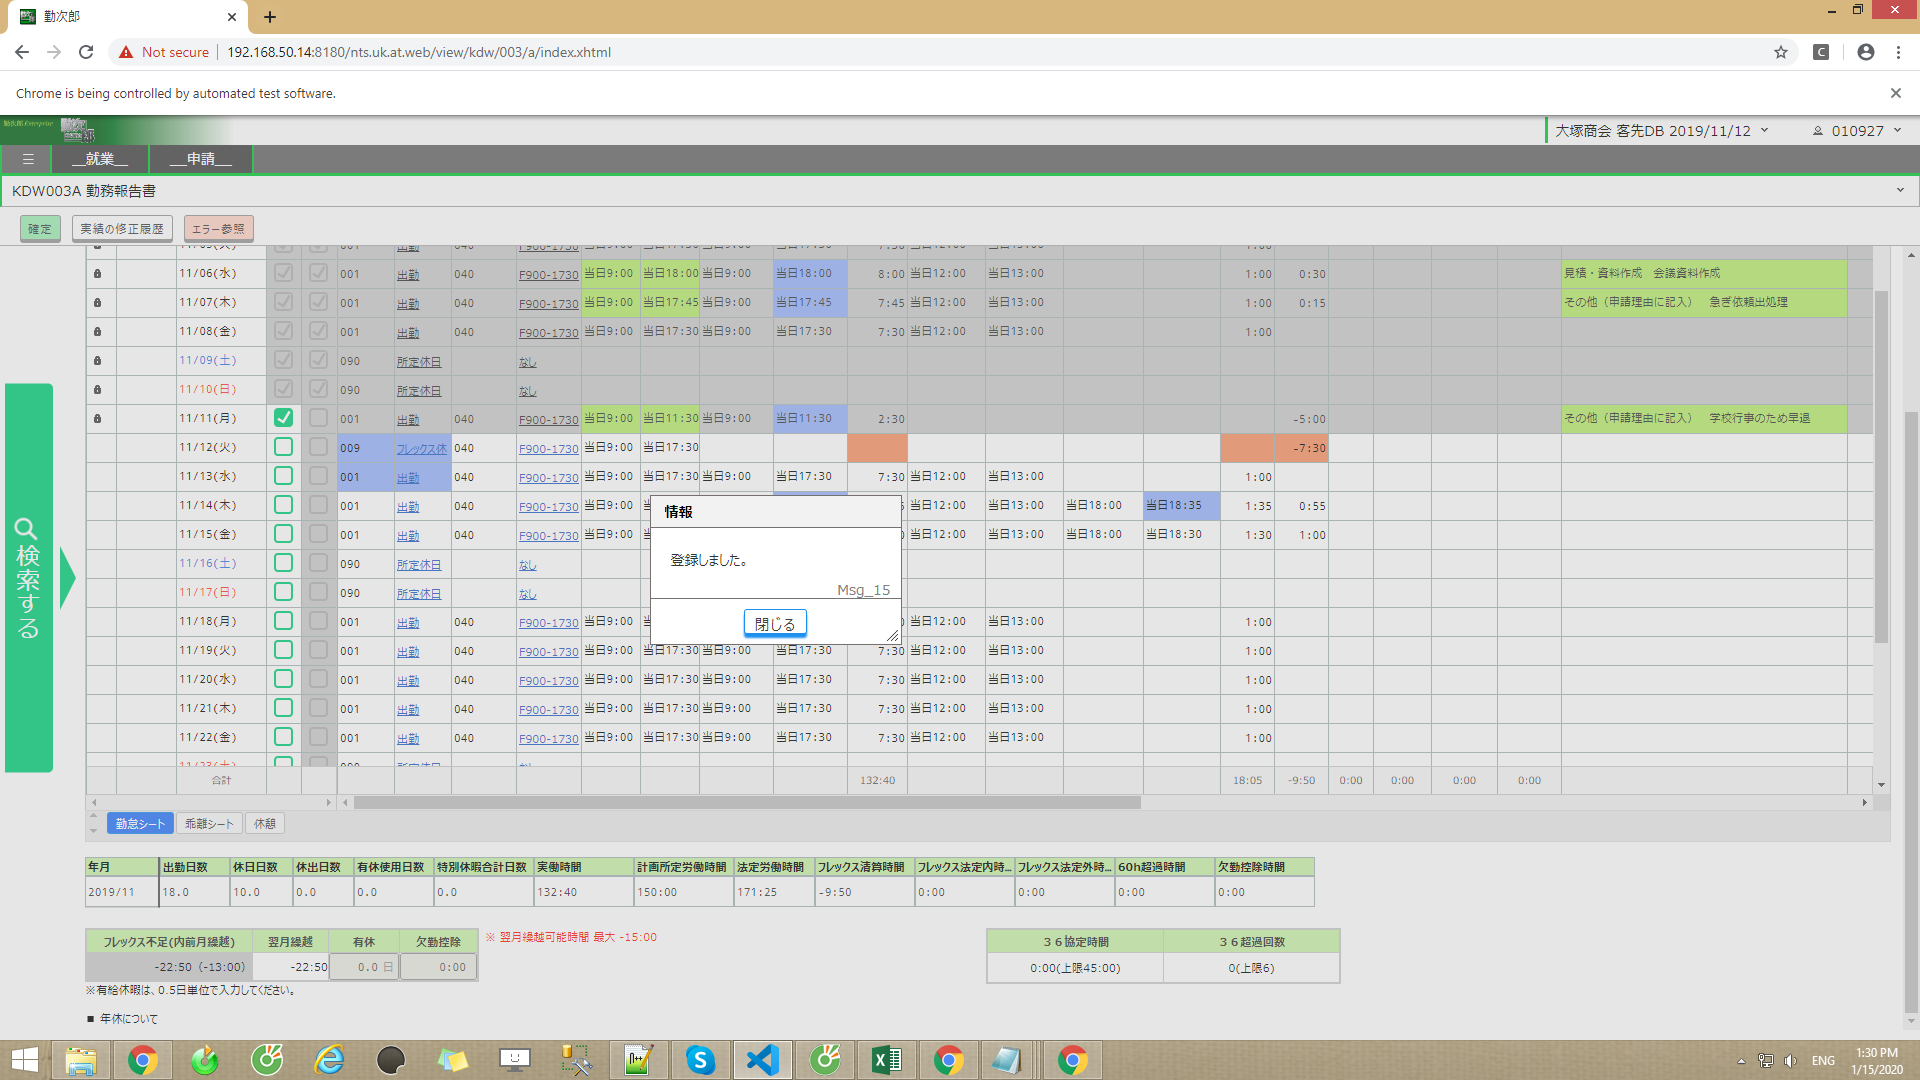 勤次郎
Not secure 192.168.50.14:8180/nts.uk.at.web/view/kdw/003/a/index.xhtml
Chrome is being controlled by automated test software.
大塚商会 客先DB 2019/11/12 010927
__就業__ __申請__
KDW003A 勤務報告書
確定 実績の修正履歴 エラー参照
11/06(水) 001 出勤 040 F900-1730 当日9:00 当日18:00 当日9:00 当日18:00 8:00 当日12:00 当日13:00 1:00 0:30 見積・資料作成 会議資料作成
11/07(木) 001 出勤 040 F900-1730 当日9:00 当日17:45 当日9:00 当日17:45 7:45 当日12:00 当日13:00 1:00 0:15 その他（申請理由に記入） 急ぎ依頼出処理
11/08(金) 001 出勤 040 F900-1730 当日9:00 当日17:30 当日9:00 当日17:30 7:30 当日12:00 当日13:00 1:00
11/09(土) 090 所定休日 なし
11/10(日) 090 所定休日 なし
11/11(月) 001 出勤 040 F900-1730 当日9:00 当日11:30 当日9:00 当日11:30 2:30 -5:00 その他（申請理由に記入） 学校行事のため早退
11/12(火) 009 フレックス休 040 F900-1730 当日9:00 当日17:30 -7:30
11/13(水) 001 出勤 040 F900-1730 当日9:00 当日17:30 当日9:00 当日17:30 7:30 当日12:00 当日13:00 1:00
11/14(木) 001 出勤 040 F900-1730 当日9:00 当日12:00 当日13:00 当日18:00 当日18:35 1:35 0:55
11/15(金) 001 出勤 040 F900-1730 当日9:00 当日12:00 当日13:00 当日18:00 当日18:30 1:30 1:00
11/16(土) 090 所定休日 なし
11/17(日) 090 所定休日 なし
11/18(月) 001 出勤 040 F900-1730 当日9:00 当日12:00 当日13:00 1:00
11/19(火) 001 出勤 040 F900-1730 当日9:00 当日17:30 当日9:00 当日17:30 7:30 当日12:00 当日13:00 1:00
11/20(水) 001 出勤 040 F900-1730 当日9:00 当日17:30 当日9:00 当日17:30 7:30 当日12:00 当日13:00 1:00
11/21(木) 001 出勤 040 F900-1730 当日9:00 当日17:30 当日9:00 当日17:30 7:30 当日12:00 当日13:00 1:00
11/22(金) 001 出勤 040 F900-1730 当日9:00 当日17:30 当日9:00 当日17:30 7:30 当日12:00 当日13:00 1:00
合計 132:40 18:05 -9:50 0:00 0:00 0:00 0:00
検索する
情報
登録しました。
Msg_15
閉じる
勤怠シート 乖離シート 休憩
年月 出勤日数 休日日数 休出日数 有休使用日数 特別休暇合計日数 実働時間 計画所定労働時間 法定労働時間 フレックス清算時間 フレックス法定内時... フレックス法定外時... 60h超過時間 欠勤控除時間
2019/11 18.0 10.0 0.0 0.0 0.0 132:40 150:00 171:25 -9:50 0:00 0:00 0:00 0:00
フレックス不足(内前月繰越) 翌月繰越 有休 欠勤控除 ※ 翌月繰越可能時間 最大 -15:00
-22:50（-13:00） -22:50 0.0 日 0:00
３６協定時間 ３６超過回数
0:00(上限45:00) 0(上限6)
※有給休暇は、0.5日単位で入力してください。
■ 年休について
ENG
1:30 PM
1/15/2020